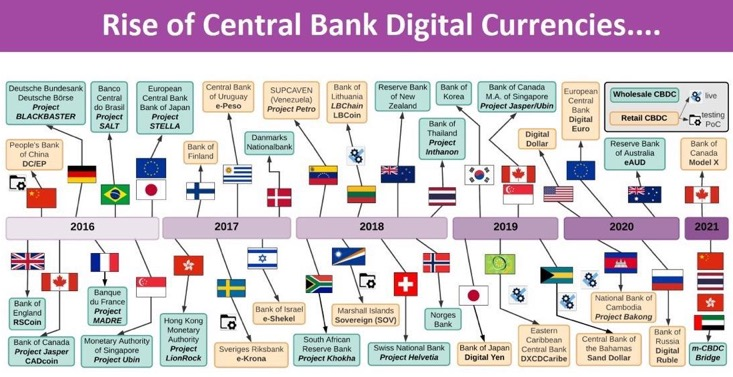 Rise of Central Bank Digital Currencies....
Deutsche Bundesbank
Deutsche Börse
Project
BLACKBASTER
Banco
Central
do Brasil
Project
SALT
European
Central Bank
Bank of Japan
Project
STELLA
Central Bank
of Uruguay
e-Peso
SUPCAVEN
(Venezuela)
Project Petro
Bank of
Lithuania
LBChain
LBCoin
Reserve Bank
of New
Zealand
Bank of
Korea
Bank of Canada
M.A. of Singapore
Project Jasper/Ubin
European
Central
Bank
Digital
Euro
Wholesale CBDC
live
Retail CBDC
testing
PoC
People's Bank
of China
DC/EP
Bank of
Finland
Danmarks
Nationalbank
Bank of
Thailand
Project
Inthanon
Digital
Dollar
Reserve Bank
of Australia
eAUD
Bank of
Canada
Model X
2016
2017
2018
2019
2020
2021
Bank of
England
RSCoin
Bank of Canada
Project Jasper
CADcoin
Banque
du France
Project
MADRE
Monetary Authority
of Singapore
Project Ubin
Hong Kong
Monetary
Authority
Project
LionRock
Sveriges Riksbank
e-Krona
Bank of Israel
e-Shekel
South African
Reserve Bank
Project Khokha
Marshall Islands
Sovereign (SOV)
Swiss National Bank
Project Helvetia
Norges
Bank
Bank of Japan
Digital Yen
Eastern
Caribbean
Central Bank
DXCDCaribe
Central Bank of
the Bahamas
Sand Dollar
National Bank of
Cambodia
Project Bakong
Bank of
Russia
Digital
Ruble
m-CBDC
Bridge